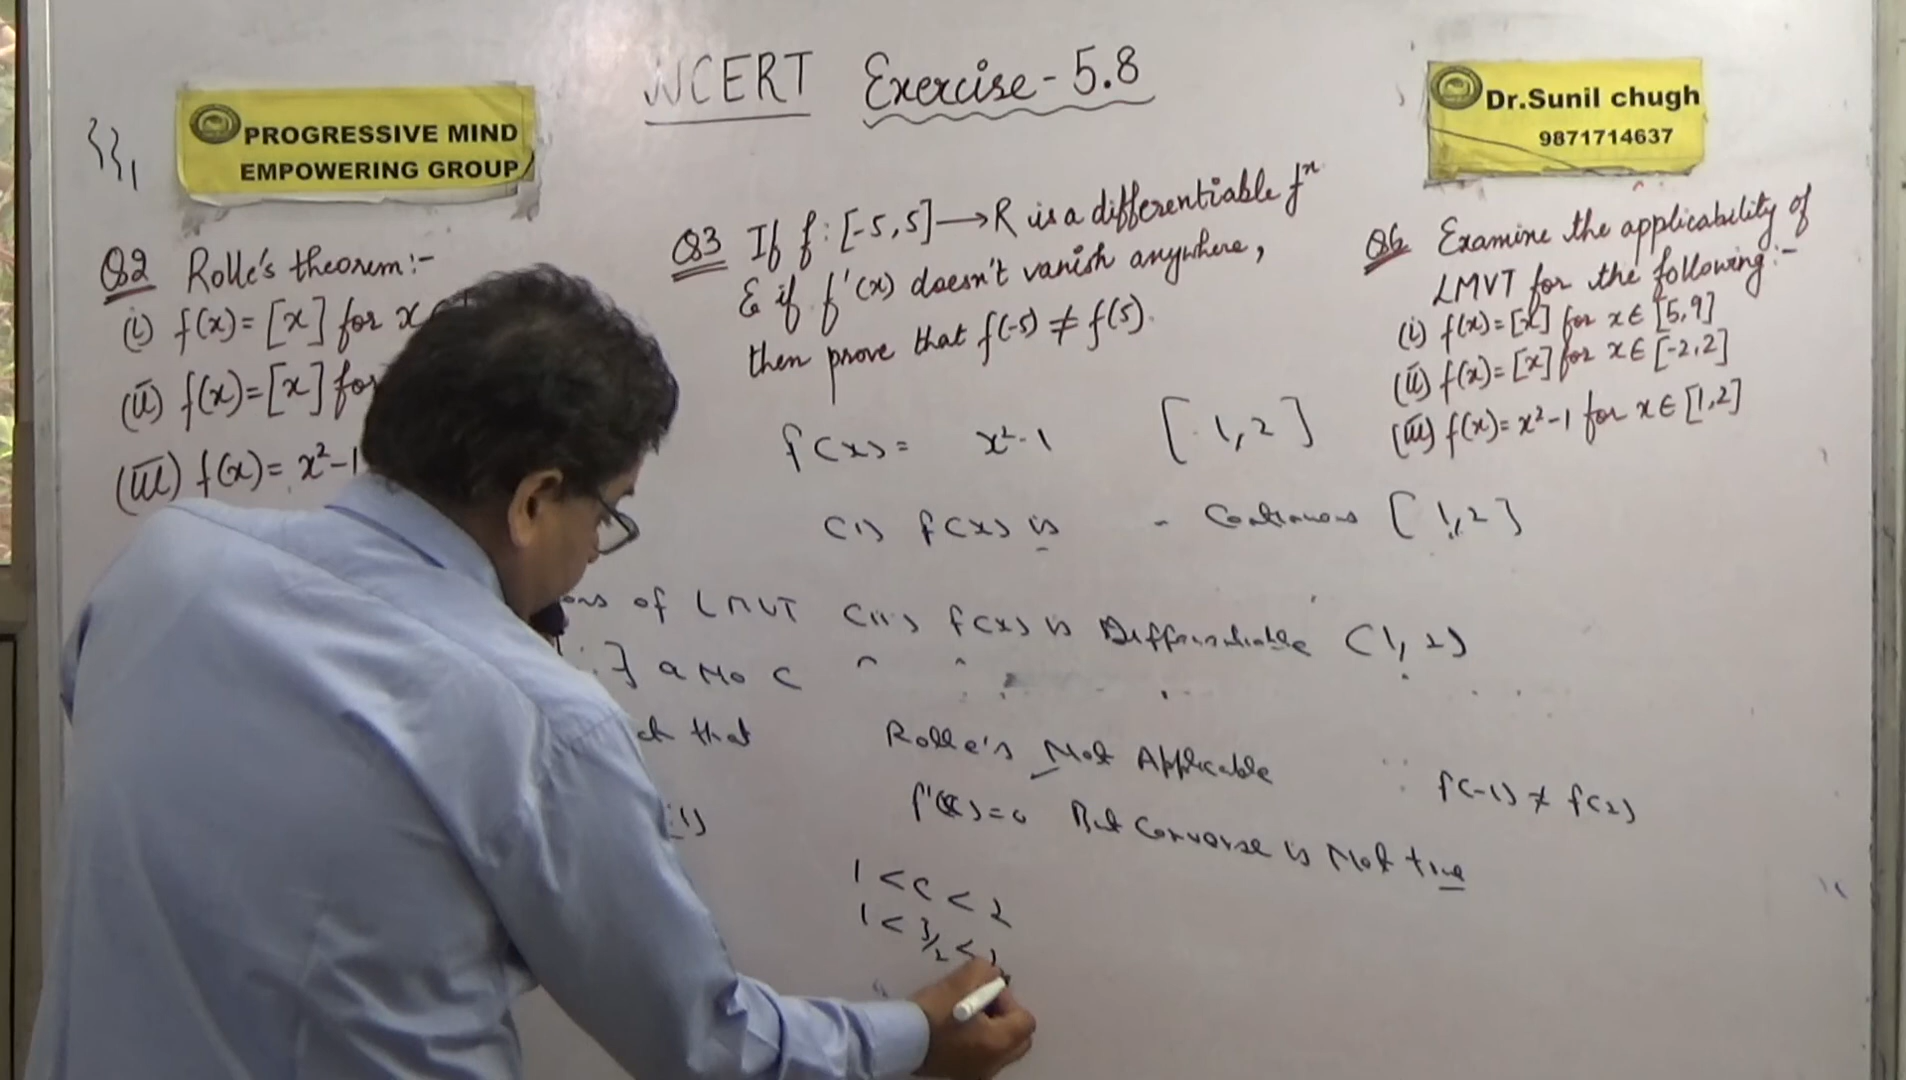 NCERT Exercise - 5.8
PROGRESSIVE MIND
EMPOWERING GROUP
Dr.Sunil chugh
9871714637
Q2 Rolle's theorem:-
(i) f(x) = [x] for x ∈
(ii) f(x) = [x] for
(iii) f(x) = x²-1
Q3 If f: [-5,5] → R is a differentiable fⁿ
& if f'(x) doesn't vanish anywhere,
then prove that f(-5) ≠ f(5).
Q6 Examine the applicability of
LMVT for the following:-
(i) f(x) = [x] for x ∈ [5,9]
(ii) f(x) = [x] for x ∈ [-2,2]
(iii) f(x) = x²-1 for x ∈ [1,2]
f(x) = x²-1 [1,2]
(i) f(x) is - Continuous [1,2]
of LMVT (ii) f(x) is Differentiable (1,2)
} a No C
that
Rolle's Not Applicable ∵ f(-1) ≠ f(2)
f'(c) = 0 But Converse is Not true
1 < c < 2
1 < 3/2 < 2